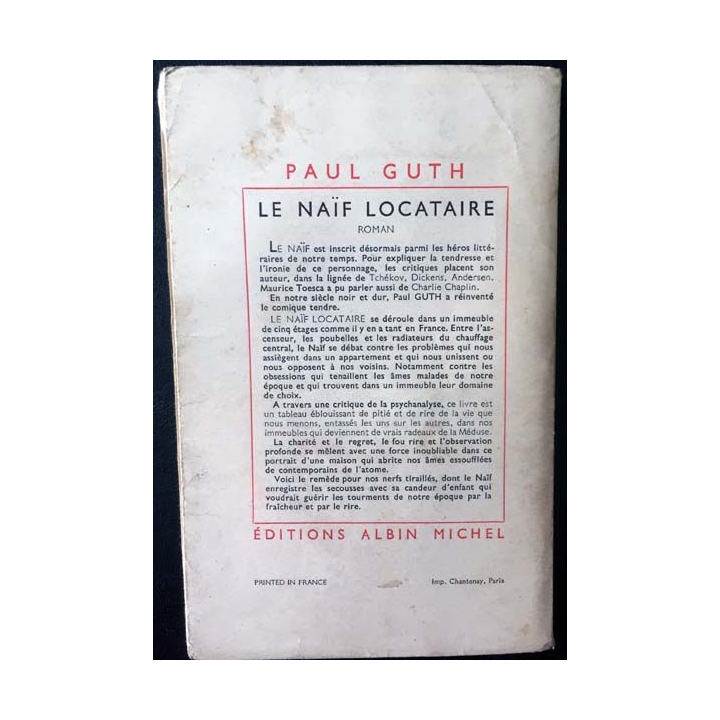 PAUL GUTH
LE NAÏF LOCATAIRE
ROMAN
LE NAÏF est inscrit désormais parmi les héros litté-
raires de notre temps. Pour expliquer la tendresse et
l'ironie de ce personnage, les critiques placent son
auteur, dans la lignée de Tchékov, Dickens, Andersen.
Maurice Toesca a pu parler aussi de Charlie Chaplin.
En notre siècle noir et dur, Paul GUTH a réinventé
le comique tendre.
LE NAÏF LOCATAIRE se déroule dans un immeuble
de cinq étages comme il y en a tant en France. Entre l'as-
censeur, les poubelles et les radiateurs du chauffage
central, le Naïf se débat contre les problèmes qui nous
assiègent dans un appartement et qui nous unissent ou
nous opposent à nos voisins. Notamment contre les
obsessions qui tenaillent les âmes malades de notre
époque et qui trouvent dans un immeuble leur domaine
de choix.
A travers une critique de la psychanalyse, ce livre est
un tableau éblouissant de pitié et de rire de la vie que
nous menons, entassés les uns sur les autres, dans nos
immeubles qui deviennent de vrais radeaux de la Méduse.
La charité et le regret, le fou rire et l'observation
profonde se mêlent avec une force inoubliable dans ce
portrait d'une maison qui abrite nos âmes essoufflées
de contemporains de l'atome.
Voici le remède pour nos nerfs tiraillés, dont le Naïf
enregistre les secousses avec sa candeur d'enfant qui
voudrait guérir les tourments de notre époque par la
fraîcheur et par le rire.
ÉDITIONS ALBIN MICHEL
PRINTED IN FRANCE
Imp. Chantenay, Paris